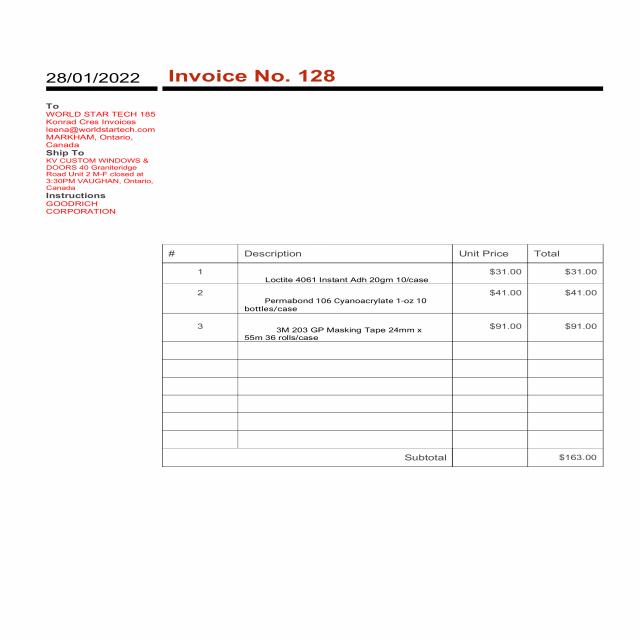 28/01/2022 Invoice No. 128
To
WORLD STAR TECH 185
Konrad Cres Invoices
leena@worldstartech.com
MARKHAM, Ontario,
Canada
Ship To
KV CUSTOM WINDOWS &
DOORS 40 Graniteridge
Road Unit 2 M-F closed at
3:30PM VAUGHAN, Ontario,
Canada
Instructions
GOODRICH
CORPORATION
# Description Unit Price Total
1 Loctite 4061 Instant Adh 20gm 10/case $31.00 $31.00
2 Permabond 106 Cyanoacrylate 1-oz 10 $41.00 $41.00
bottles/case
3 3M 203 GP Masking Tape 24mm x $91.00 $91.00
55m 36 rolls/case
Subtotal $163.00